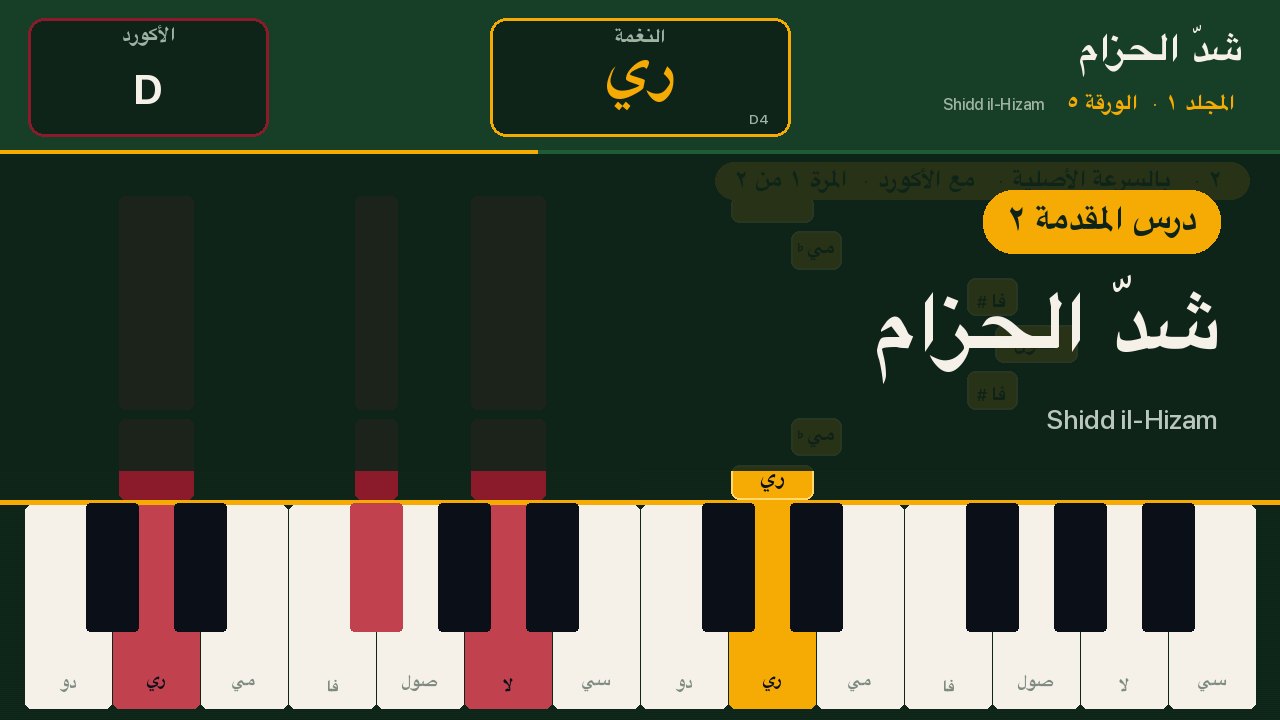 شدّ الحزام
المجلد ١ · الورقة ٥ Shidd il-Hizam
النغمة
ري
D4
الأكورد
D
٢ · بالسرعة الأصلية · مع الأكورد · المرة ١ من ٢
درس المقدمة ٢
شدّ الحزام
Shidd il-Hizam
مي♭
فا #
فا #
مي♭
ري
دو ري مي فا صول لا سي دو ري مي فا صول لا سي